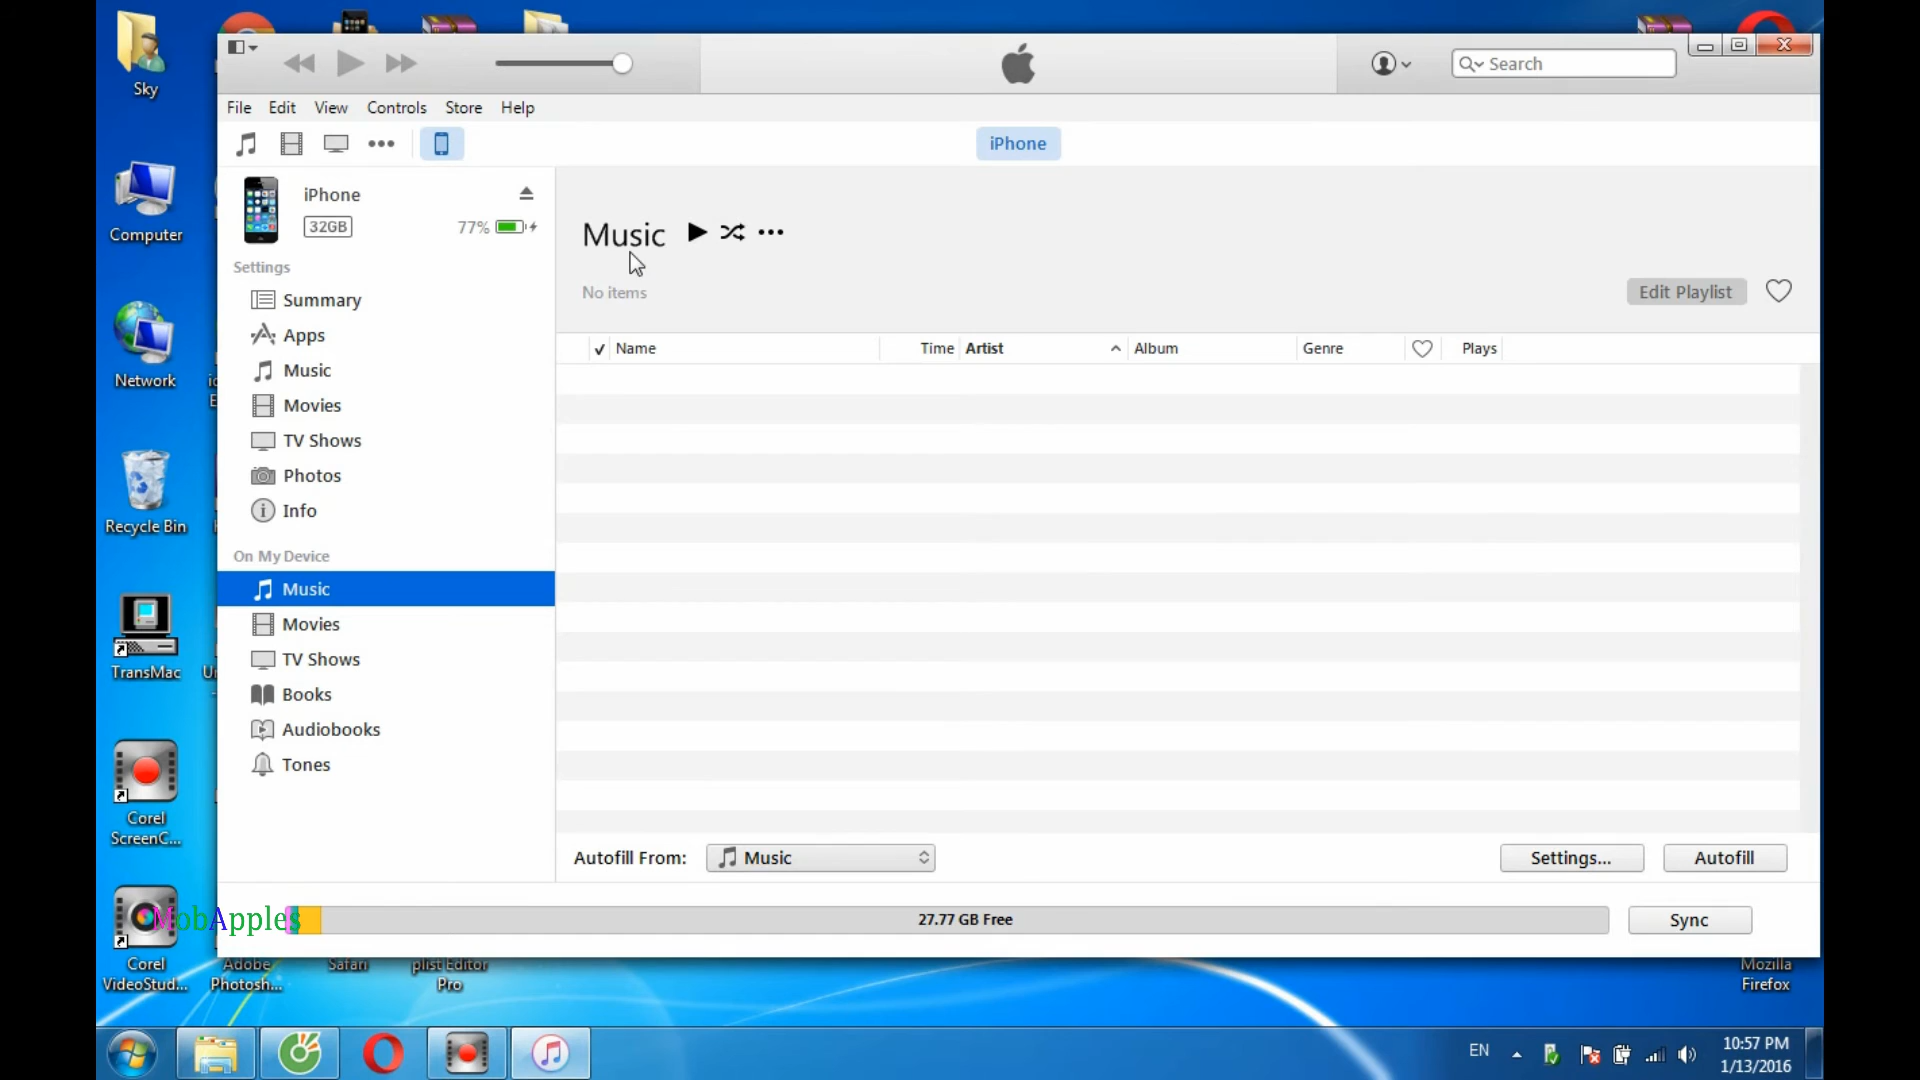 Sky
Computer
Network
Recycle Bin
TransMac
Corel
ScreenC...
Corel
VideoStud...
Adobe
Photosh...
Safari
plist Editor
Pro
Mozilla
Firefox
MobApples
Search
File Edit View Controls Store Help
iPhone
iPhone
32GB 77%
Settings
Summary
Apps
Music
Movies
TV Shows
Photos
Info
On My Device
Music
Movies
TV Shows
Books
Audiobooks
Tones
Music
No items
Edit Playlist
Name Time Artist Album Genre Plays
Autofill From: Music Settings... Autofill
27.77 GB Free Sync
EN 10:57 PM
1/13/2016